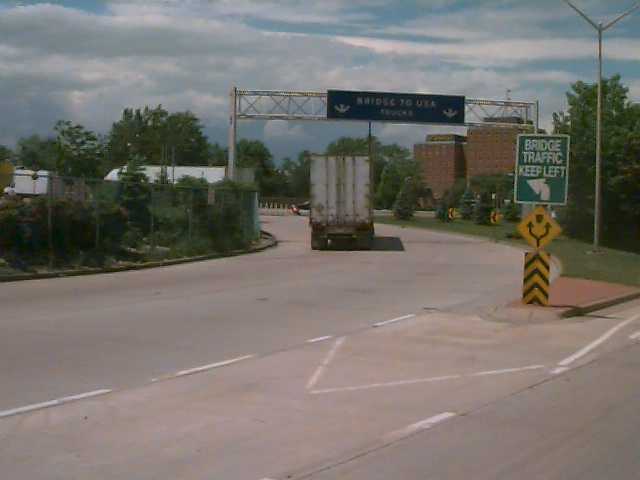 BRIDGE TO USA
TRUCKS
BRIDGE
TRAFFIC
KEEP LEFT